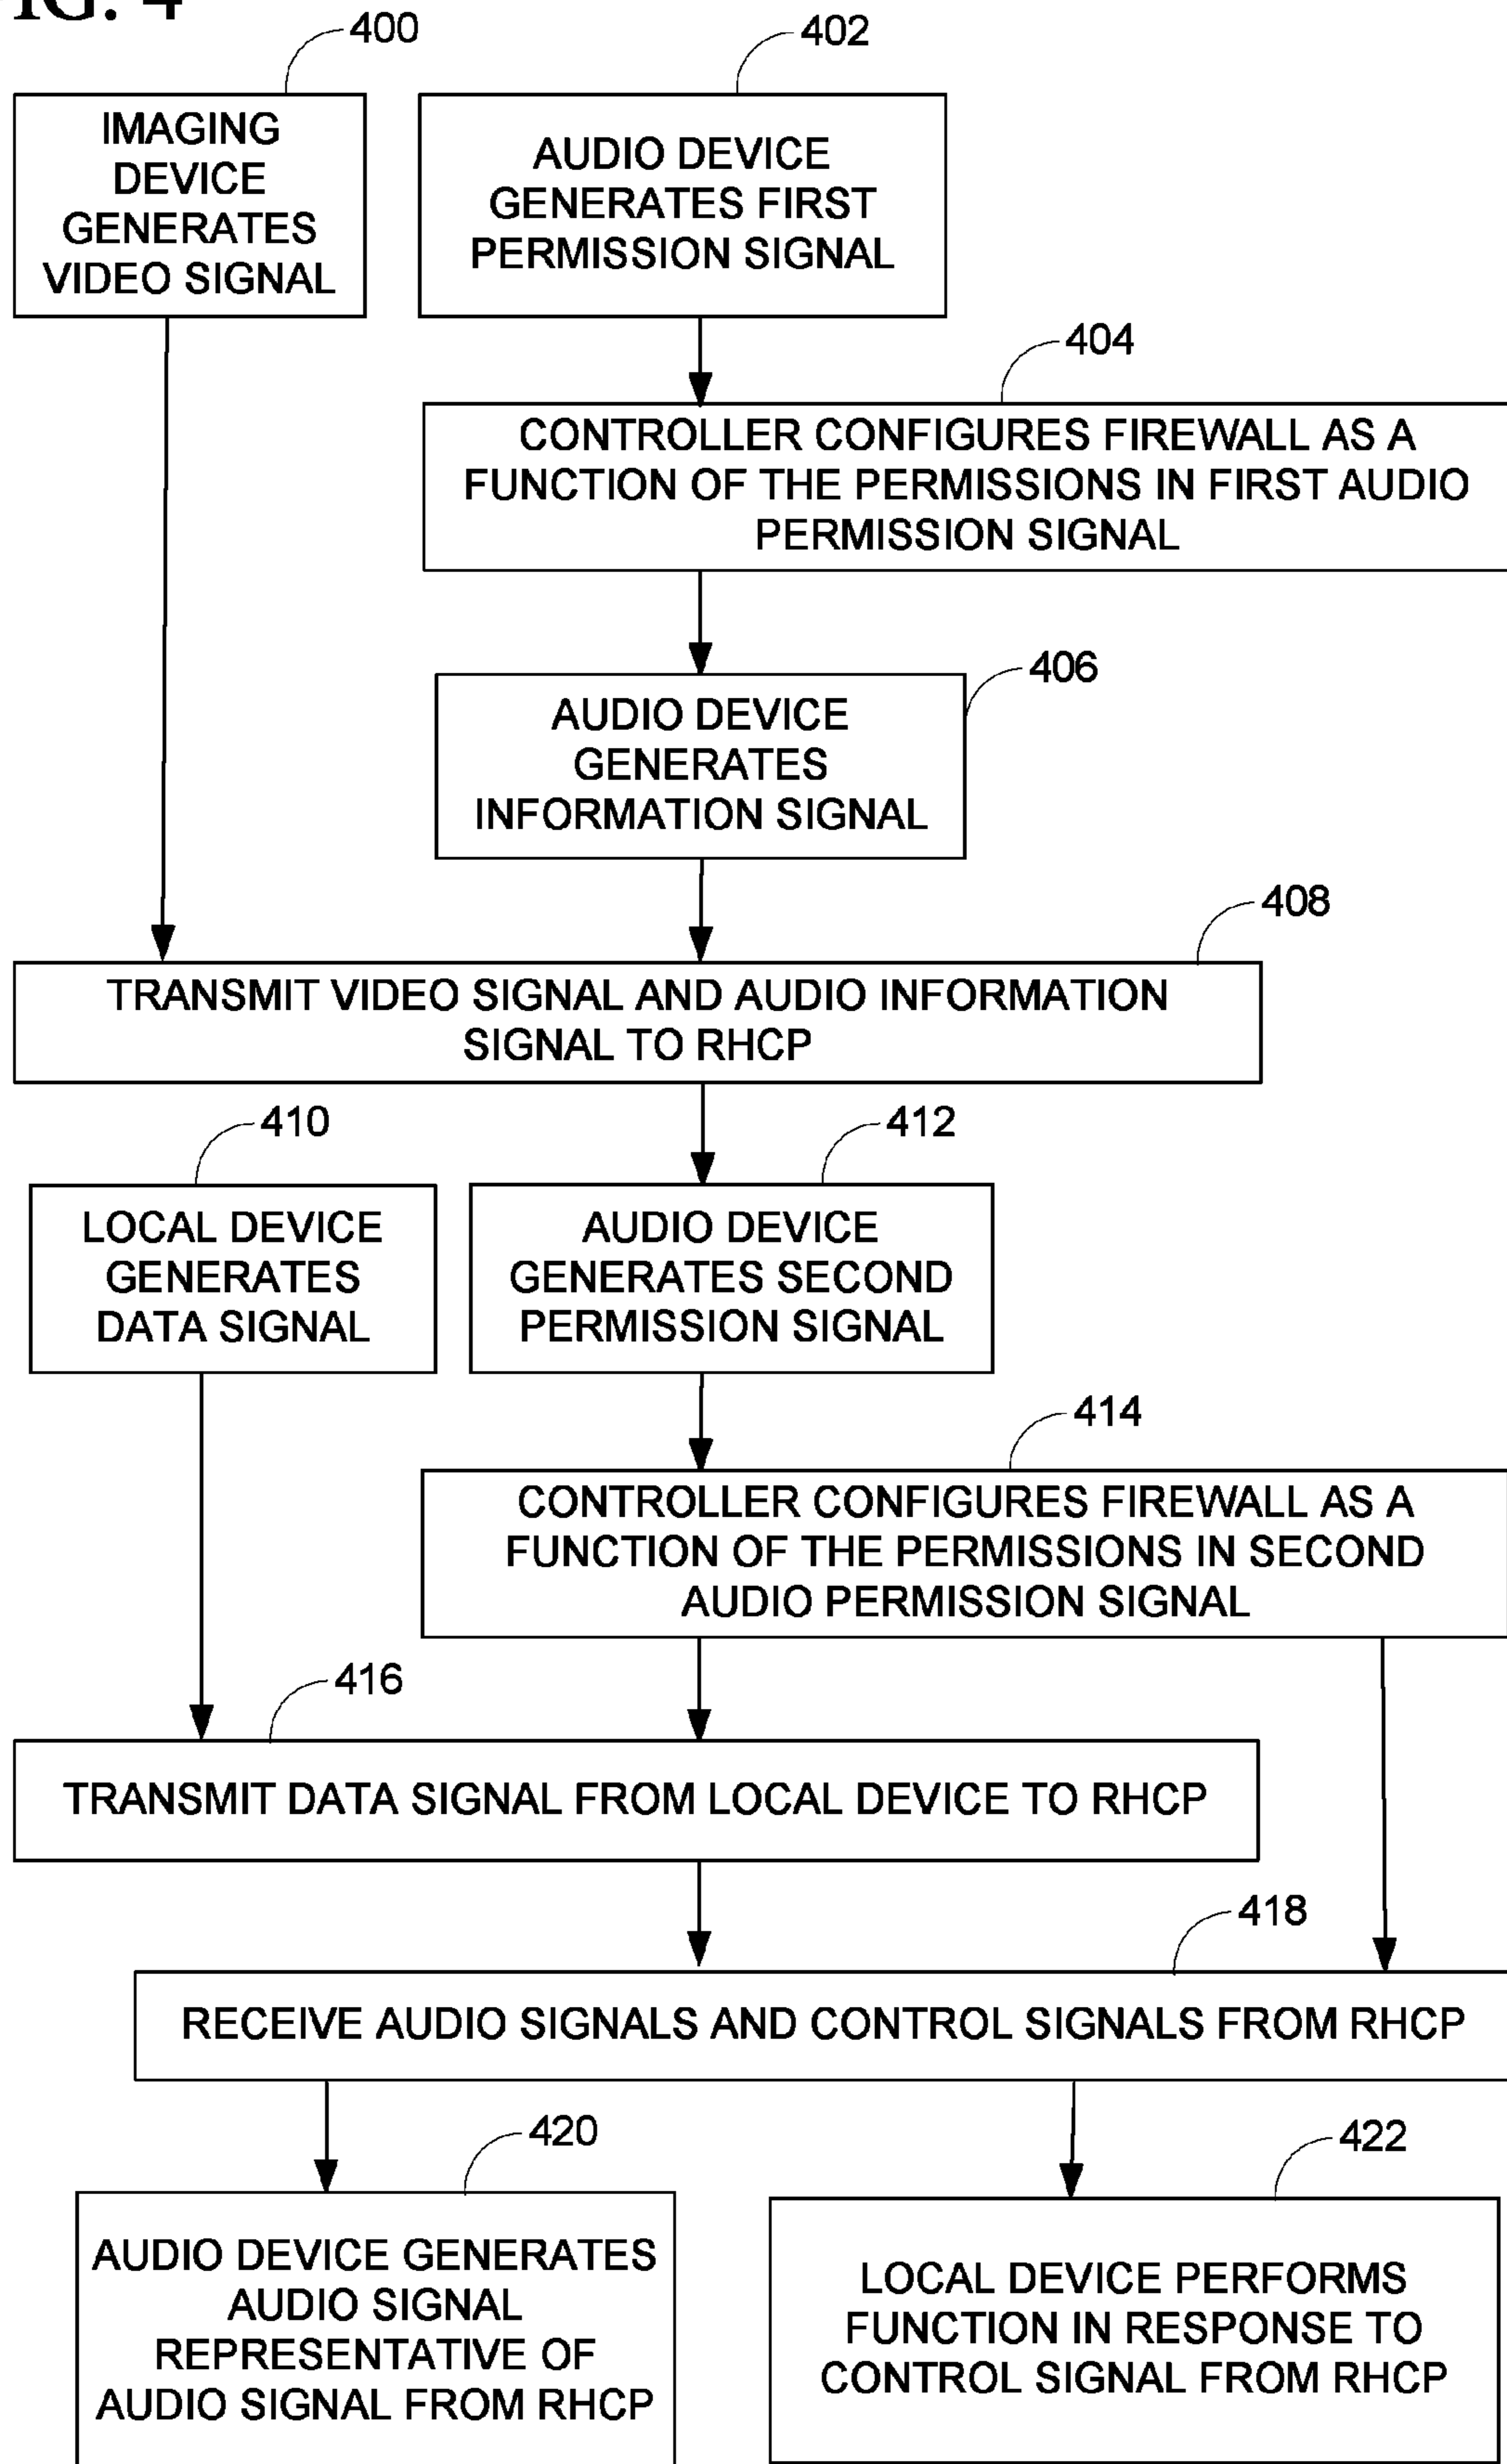 FIG. 4
400
402
IMAGING
DEVICE
GENERATES
VIDEO SIGNAL
AUDIO DEVICE
GENERATES FIRST
PERMISSION SIGNAL
404
CONTROLLER CONFIGURES FIREWALL AS A
FUNCTION OF THE PERMISSIONS IN FIRST AUDIO
PERMISSION SIGNAL
406
AUDIO DEVICE
GENERATES
INFORMATION SIGNAL
408
TRANSMIT VIDEO SIGNAL AND AUDIO INFORMATION
SIGNAL TO RHCP
410
412
LOCAL DEVICE
GENERATES
DATA SIGNAL
AUDIO DEVICE
GENERATES SECOND
PERMISSION SIGNAL
414
CONTROLLER CONFIGURES FIREWALL AS A
FUNCTION OF THE PERMISSIONS IN SECOND
AUDIO PERMISSION SIGNAL
416
TRANSMIT DATA SIGNAL FROM LOCAL DEVICE TO RHCP
418
RECEIVE AUDIO SIGNALS AND CONTROL SIGNALS FROM RHCP
420
422
AUDIO DEVICE GENERATES
AUDIO SIGNAL
REPRESENTATIVE OF
AUDIO SIGNAL FROM RHCP
LOCAL DEVICE PERFORMS
FUNCTION IN RESPONSE TO
CONTROL SIGNAL FROM RHCP